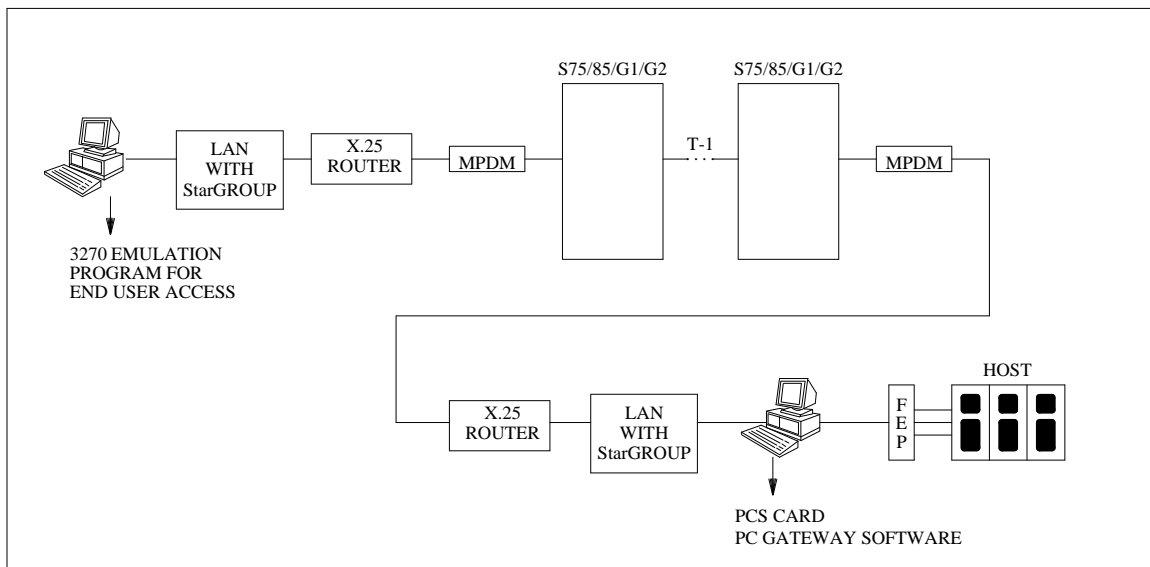 S75/85/G1/G2
S75/85/G1/G2
LAN
WITH
StarGROUP
X.25
ROUTER
MPDM
T-1
MPDM
3270 EMULATION
PROGRAM FOR
END USER ACCESS
X.25
ROUTER
LAN
WITH
StarGROUP
F
E
P
HOST
PCS CARD
PC GATEWAY SOFTWARE